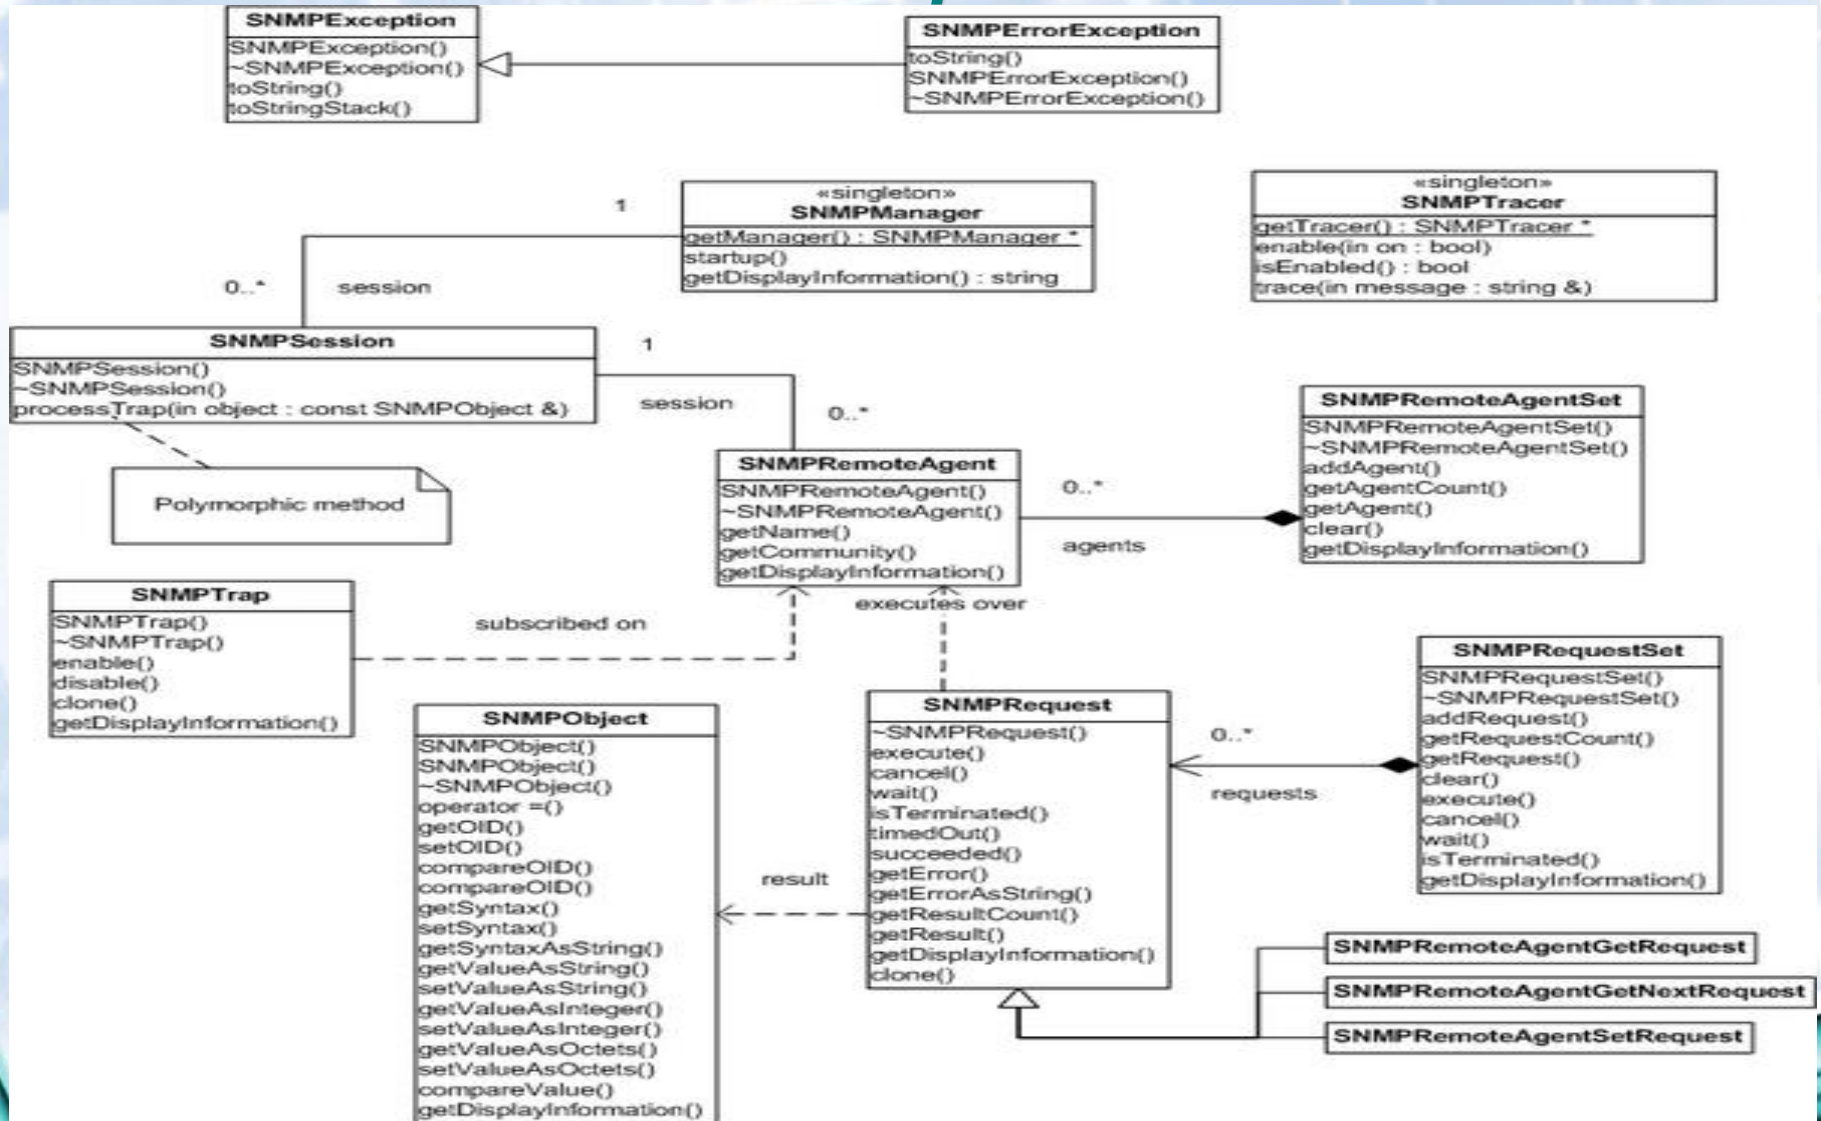 SNMPException
SNMPException()
~SNMPException()
toString()
toStringStack()
SNMPErrorException
toString()
SNMPErrorException()
~SNMPErrorException()
«singleton»
SNMPManager
getManager() : SNMPManager *
startup()
getDisplayInformation() : string
«singleton»
SNMPTracer
getTracer() : SNMPTracer *
enable(in on : bool)
isEnabled() : bool
trace(in message : string &)
1
0..*
session
SNMPSession
SNMPSession()
~SNMPSession()
processTrap(in object : const SNMPObject &)
1
session
0..*
Polymorphic method
SNMPRemoteAgent
SNMPRemoteAgent()
~SNMPRemoteAgent()
getName()
getCommunity()
getDisplayInformation()
0..*
agents
SNMPRemoteAgentSet
SNMPRemoteAgentSet()
~SNMPRemoteAgentSet()
addAgent()
getAgentCount()
getAgent()
clear()
getDisplayInformation()
SNMPTrap
SNMPTrap()
~SNMPTrap()
enable()
disable()
clone()
getDisplayInformation()
subscribed on
executes over
SNMPObject
SNMPObject()
SNMPObject()
~SNMPObject()
operator =()
getOID()
setOID()
compareOID()
compareOID()
getSyntax()
setSyntax()
getSyntaxAsString()
getValueAsString()
setValueAsString()
getValueAsInteger()
setValueAsInteger()
getValueAsOctets()
setValueAsOctets()
compareValue()
getDisplayInformation()
result
SNMPRequest
~SNMPRequest()
execute()
cancel()
wait()
isTerminated()
timedOut()
succeeded()
getError()
getErrorAsString()
getResultCount()
getResult()
getDisplayInformation()
clone()
0..*
requests
SNMPRequestSet
SNMPRequestSet()
~SNMPRequestSet()
addRequest()
getRequestCount()
getRequest()
clear()
execute()
cancel()
wait()
isTerminated()
getDisplayInformation()
SNMPRemoteAgentGetRequest
SNMPRemoteAgentGetNextRequest
SNMPRemoteAgentSetRequest